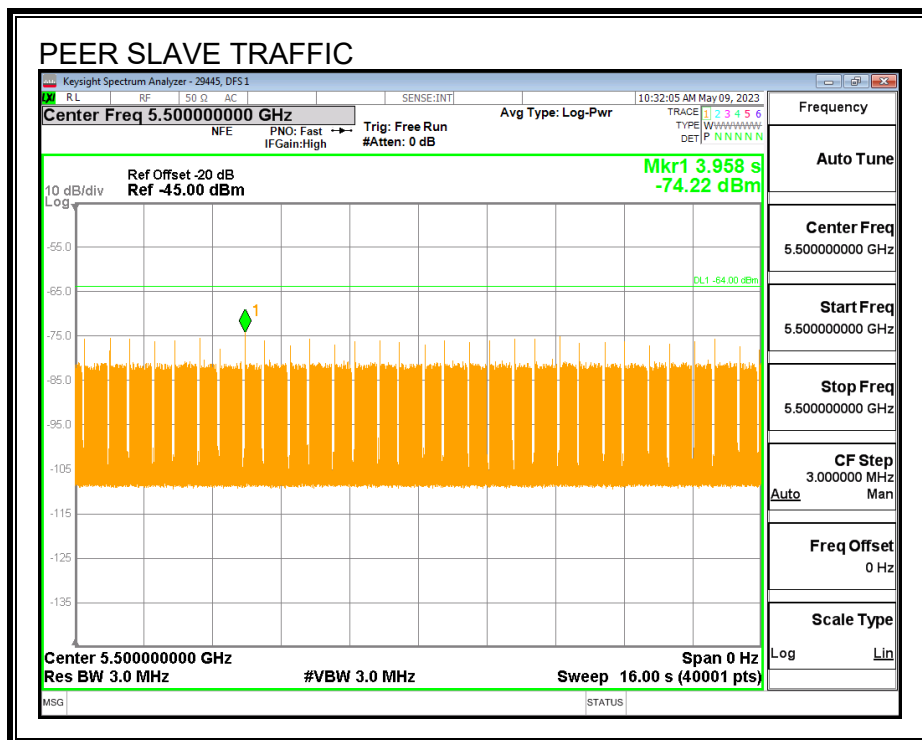 PEER SLAVE TRAFFIC
Keysight Spectrum Analyzer - 29445, DFS 1
LXI RL RF 50 Ω AC SENSE:INT 10:32:05 AM May 09, 2023
Center Freq 5.500000000 GHz
NFE
PNO: Fast
IFGain:High
Trig: Free Run
#Atten: 0 dB
Avg Type: Log-Pwr
TRACE 1 2 3 4 5 6
TYPE WWWWWW
DET P N N N N N
Mkr1 3.958 s
-74.22 dBm
Ref Offset -20 dB
10 dB/div Ref -45.00 dBm
Log
-55.0
DL1 -64.00 dBm
-65.0
1
-75.0
-85.0
-95.0
-105
-115
-125
-135
Center 5.500000000 GHz Span 0 Hz
Res BW 3.0 MHz #VBW 3.0 MHz Sweep 16.00 s (40001 pts)
MSG STATUS
Frequency
Auto Tune
Center Freq
5.500000000 GHz
Start Freq
5.500000000 GHz
Stop Freq
5.500000000 GHz
CF Step
3.000000 MHz
Auto Man
Freq Offset
0 Hz
Scale Type
Log Lin